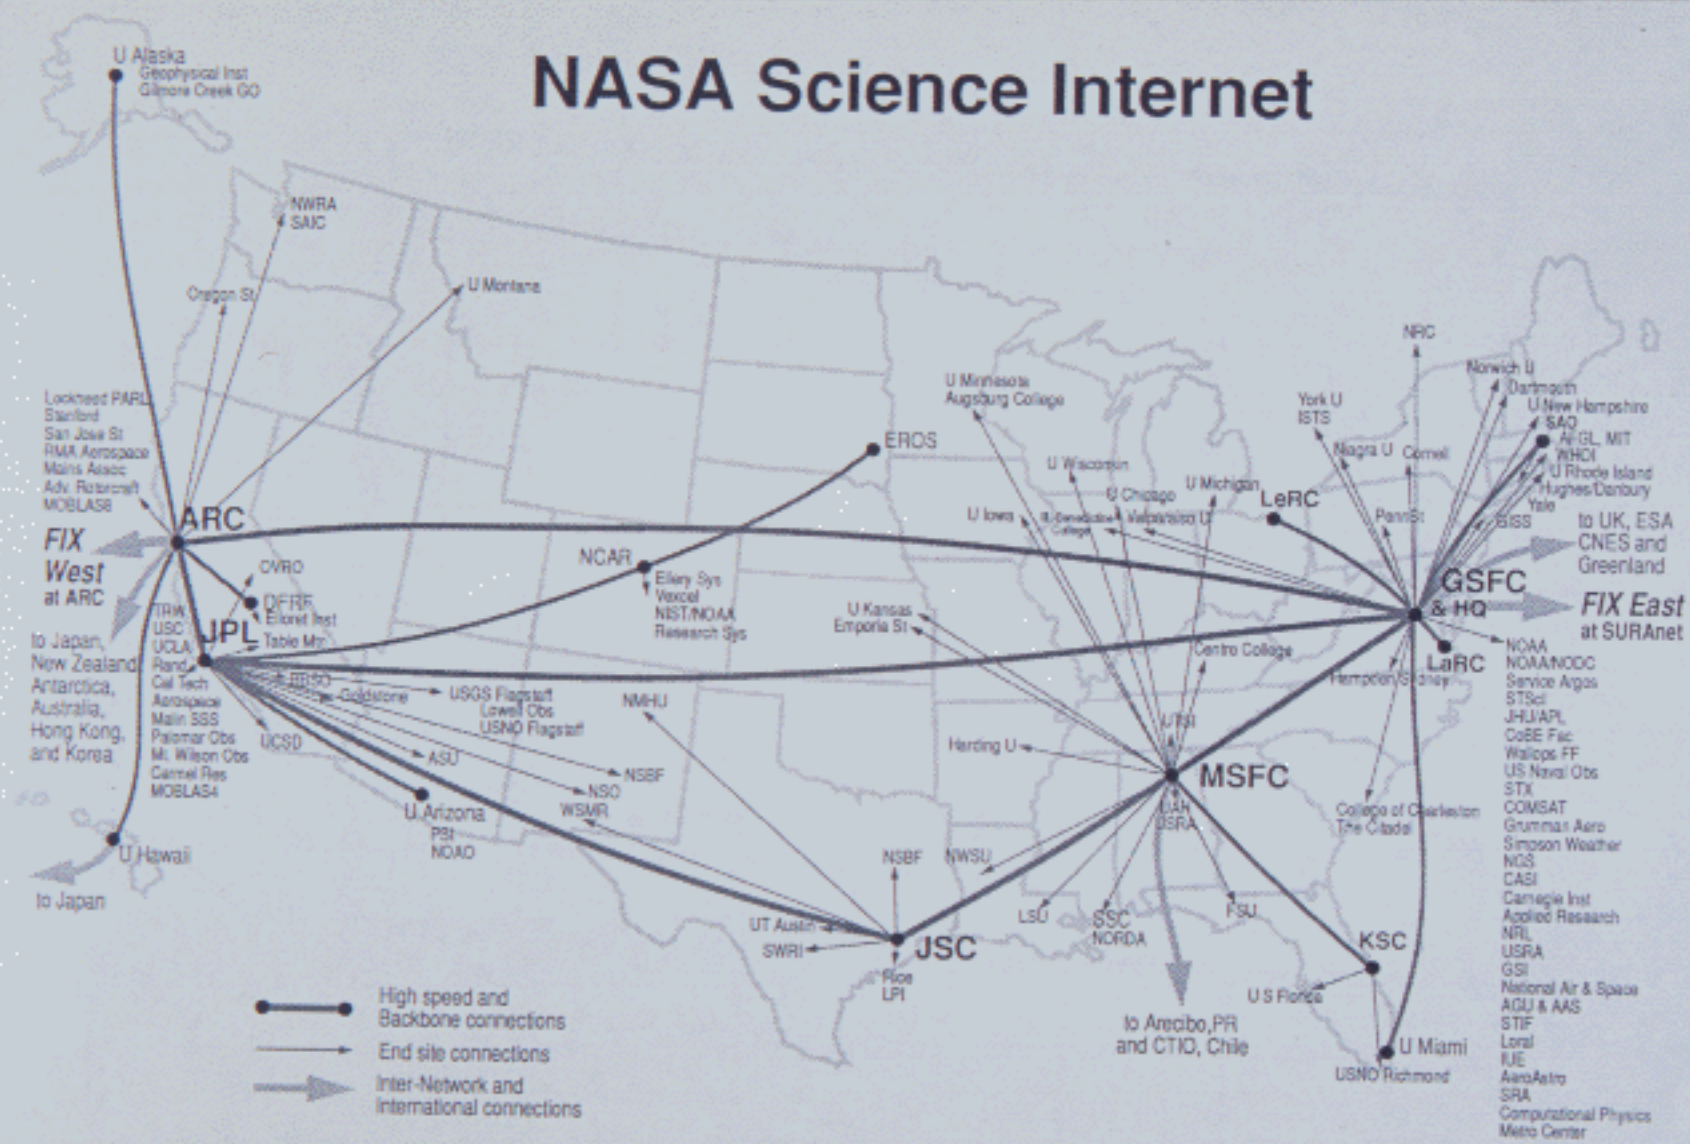 NASA Science Internet
U Alaska
Geophysical Inst
Gilmore Creek GO
NWRA
SAIC
Oregon St
U Montana
Lockheed PARL
Stanford
San Jose St
RMA Aerospace
Mains Assoc
Adv. Rotorcraft
MOBLAS8
ARC
FIX
West
at ARC
to Japan,
New Zealand
Antarctica,
Australia,
Hong Kong,
and Korea
OVRO
DFRF
Elloret Inst
Table Mtn
JPL
TRW
USC
UCLA
Rand
Cal Tech
Aerospace
Malin SSS
Palomar Obs
Mt. Wilson Obs
Carmel Res
MOBLAS4
BBSO
Goldstone
UCSD
USGS Flagstaff
Lowell Obs
USNO Flagstaff
ASU
NSBF
NSO
WSMR
U Arizona
PSI
NOAO
U Hawaii
to Japan
NCAR
Ellery Sys
Vexcel
NIST/NOAA
Research Sys
EROS
NMHU
U Minnesota
Augsburg College
U Wisconsin
U Chicago
U Michigan
U Iowa
College
Valparaiso U
U Kansas
Emporia St
Centre College
Harding U
UTSI
MSFC
UAH
USRA
NSBF
NWSU
UT Austin
SWRI
JSC
Rice
LPI
LSU
SSC
NORDA
FSU
to Arecibo,PR
and CTIO, Chile
KSC
U S Florida
U Miami
USNO Richmond
LeRC
York U
ISTS
NRC
Niagra U
Cornell
Penn St
Norwich U
Dartmouth
U New Hampshire
SAO
AFGL, MIT
WHOI
U Rhode Island
Hughes/Danbury
Yale
GISS
to UK, ESA
CNES and
Greenland
GSFC
& HQ
FIX East
at SURAnet
LaRC
Hampden Sydney
College of Charleston
The Citadel
NOAA
NOAA/NODC
Service Argos
STScI
JHU/APL
CoBE Fac
Wallops FF
US Naval Obs
STX
COMSAT
Grumman Aero
Simpson Weather
NGS
CASI
Carnegie Inst
Applied Research
NRL
USRA
GSI
National Air & Space
AGU & AAS
STIF
Loral
IUE
AeroAstro
SRA
Computational Physics
Metro Center
High speed and
Backbone connections
End site connections
Inter-Network and
International connections